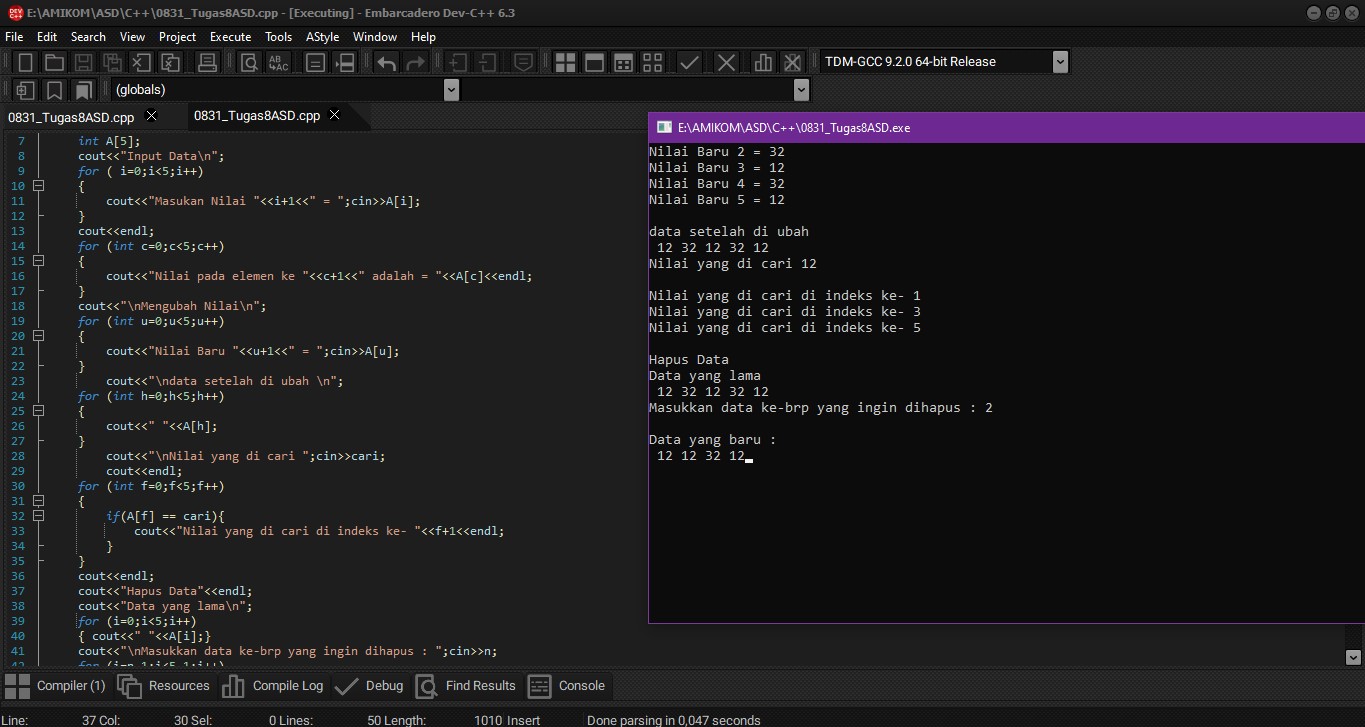 E:\AMIKOM\ASD\C++\0831_Tugas8ASD.cpp - [Executing] - Embarcadero Dev-C++ 6.3
File Edit Search View Project Execute Tools AStyle Window Help
TDM-GCC 9.2.0 64-bit Release
(globals)
0831_Tugas8ASD.cpp 0831_Tugas8ASD.cpp
7 int A[5];
8 cout<<"Input Data\n";
9 for ( i=0;i<5;i++)
10 {
11 cout<<"Masukan Nilai "<<i+1<<" = ";cin>>A[i];
12 }
13 cout<<endl;
14 for (int c=0;c<5;c++)
15 {
16 cout<<"Nilai pada elemen ke "<<c+1<<" adalah = "<<A[c]<<endl;
17 }
18 cout<<"\nMengubah Nilai\n";
19 for (int u=0;u<5;u++)
20 {
21 cout<<"Nilai Baru "<<u+1<<" = ";cin>>A[u];
22 }
23 cout<<"\ndata setelah di ubah \n";
24 for (int h=0;h<5;h++)
25 {
26 cout<<" "<<A[h];
27 }
28 cout<<"\nNilai yang di cari ";cin>>cari;
29 cout<<endl;
30 for (int f=0;f<5;f++)
31 {
32 if(A[f] == cari){
33 cout<<"Nilai yang di cari di indeks ke- "<<f+1<<endl;
34 }
35 }
36 cout<<endl;
37 cout<<"Hapus Data"<<endl;
38 cout<<"Data yang lama\n";
39 for (i=0;i<5;i++)
40 { cout<<" "<<A[i];}
41 cout<<"\nMasukkan data ke-brp yang ingin dihapus : ";cin>>n;
E:\AMIKOM\ASD\C++\0831_Tugas8ASD.exe
Nilai Baru 2 = 32
Nilai Baru 3 = 12
Nilai Baru 4 = 32
Nilai Baru 5 = 12
data setelah di ubah
12 32 12 32 12
Nilai yang di cari 12
Nilai yang di cari di indeks ke- 1
Nilai yang di cari di indeks ke- 3
Nilai yang di cari di indeks ke- 5
Hapus Data
Data yang lama
12 32 12 32 12
Masukkan data ke-brp yang ingin dihapus : 2
Data yang baru :
12 12 32 12
Compiler (1) Resources Compile Log Debug Find Results Console
Line: 37 Col: 30 Sel: 0 Lines: 50 Length: 1010 Insert Done parsing in 0,047 seconds